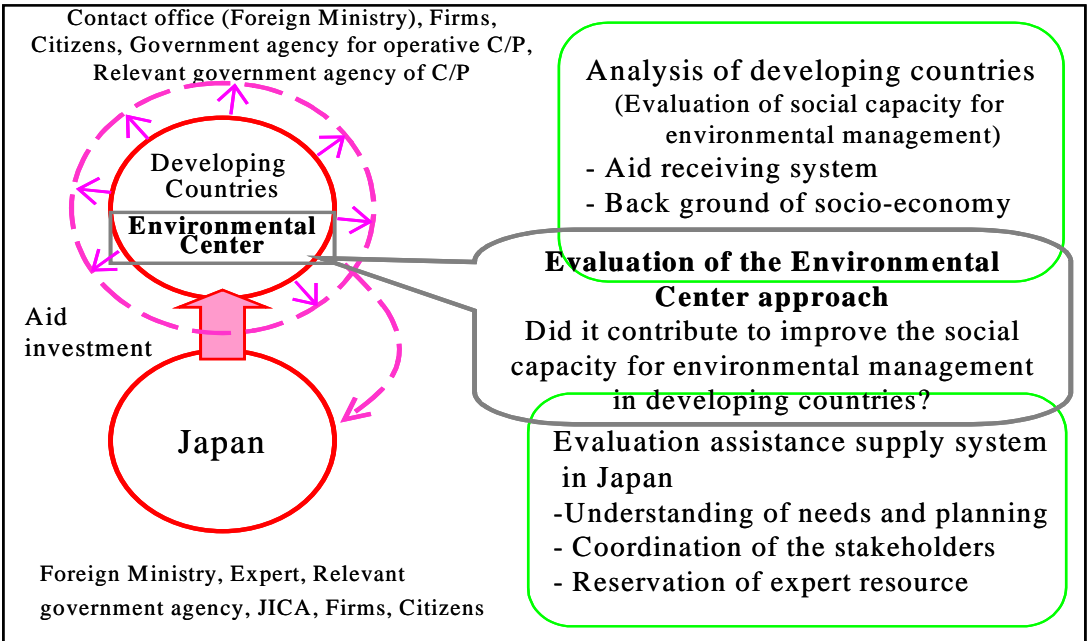 Contact office (Foreign Ministry), Firms,
Citizens, Government agency for operative C/P,
Relevant government agency of C/P
Developing
Countries
Environmental
Center
Aid
investment
Japan
Foreign Ministry, Expert, Relevant
government agency, JICA, Firms, Citizens
Analysis of developing countries
(Evaluation of social capacity for
environmental management)
- Aid receiving system
- Back ground of socio-economy
Evaluation of the Environmental
Center approach
Did it contribute to improve the social
capacity for environmental management
in developing countries?
Evaluation assistance supply system
in Japan
-Understanding of needs and planning
- Coordination of the stakeholders
- Reservation of expert resource